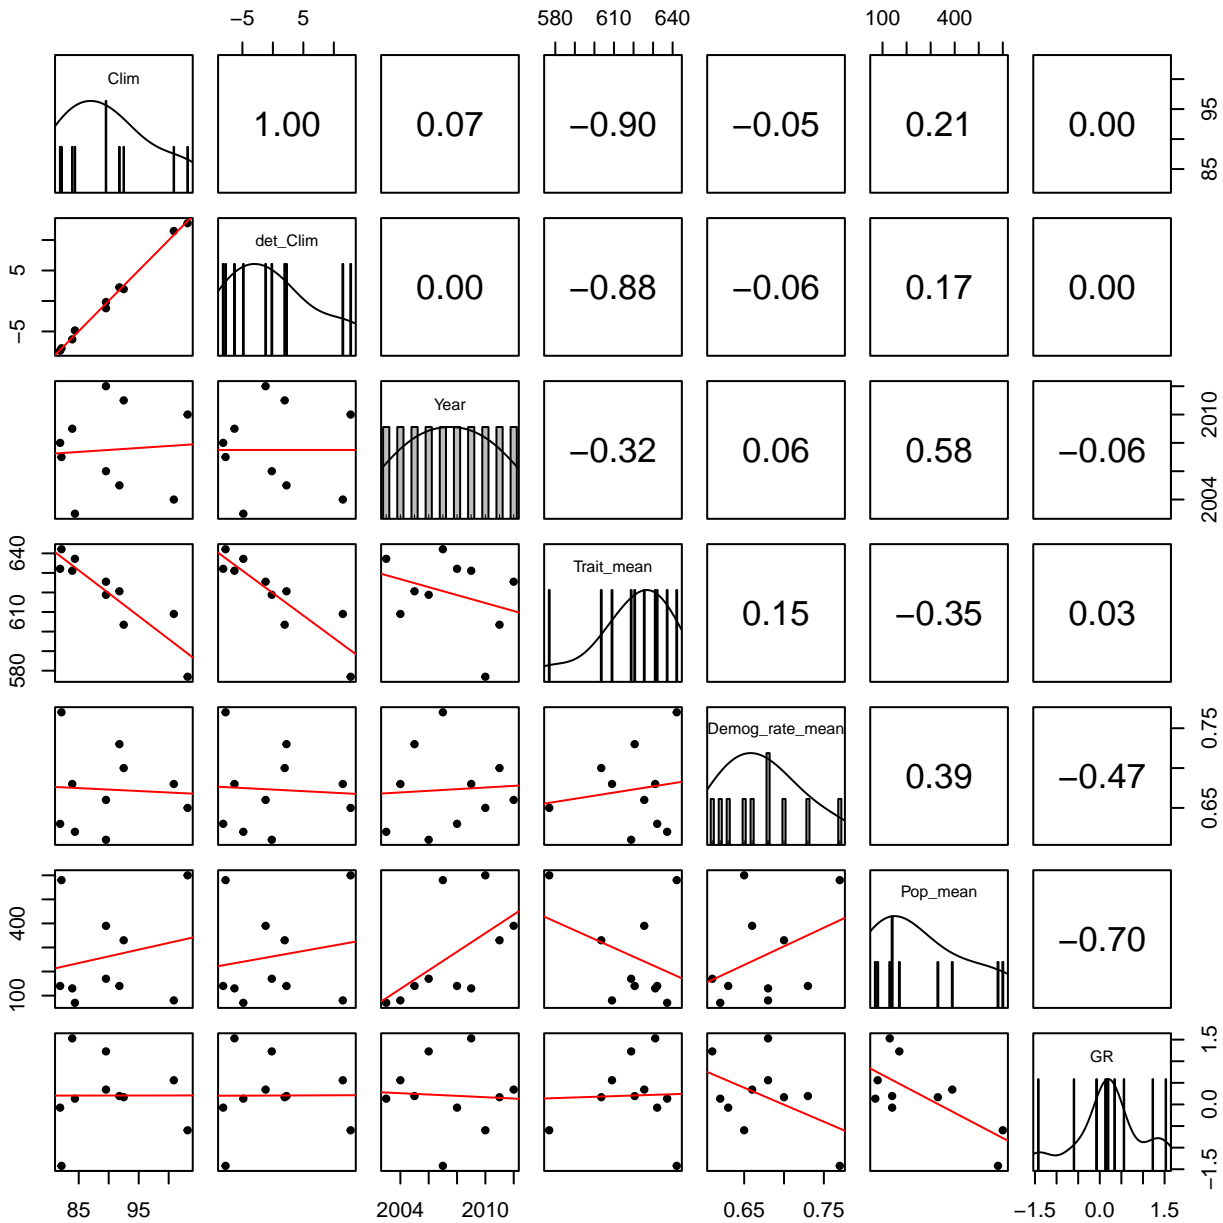 −5 5 580 610 640 100 400
Clim 1.00 0.07 −0.90 −0.05 0.21 0.00 85 95
−5 5 det_Clim 0.00 −0.88 −0.06 0.17 0.00
Year −0.32 0.06 0.58 −0.06 2004 2010
580 610 640 Trait_mean 0.15 −0.35 0.03
Demog_rate_mean 0.39 −0.47 0.65 0.75
100 400 Pop_mean −0.70
GR −1.5 0.0 1.5
85 95 2004 2010 0.65 0.75 −1.5 0.0 1.5